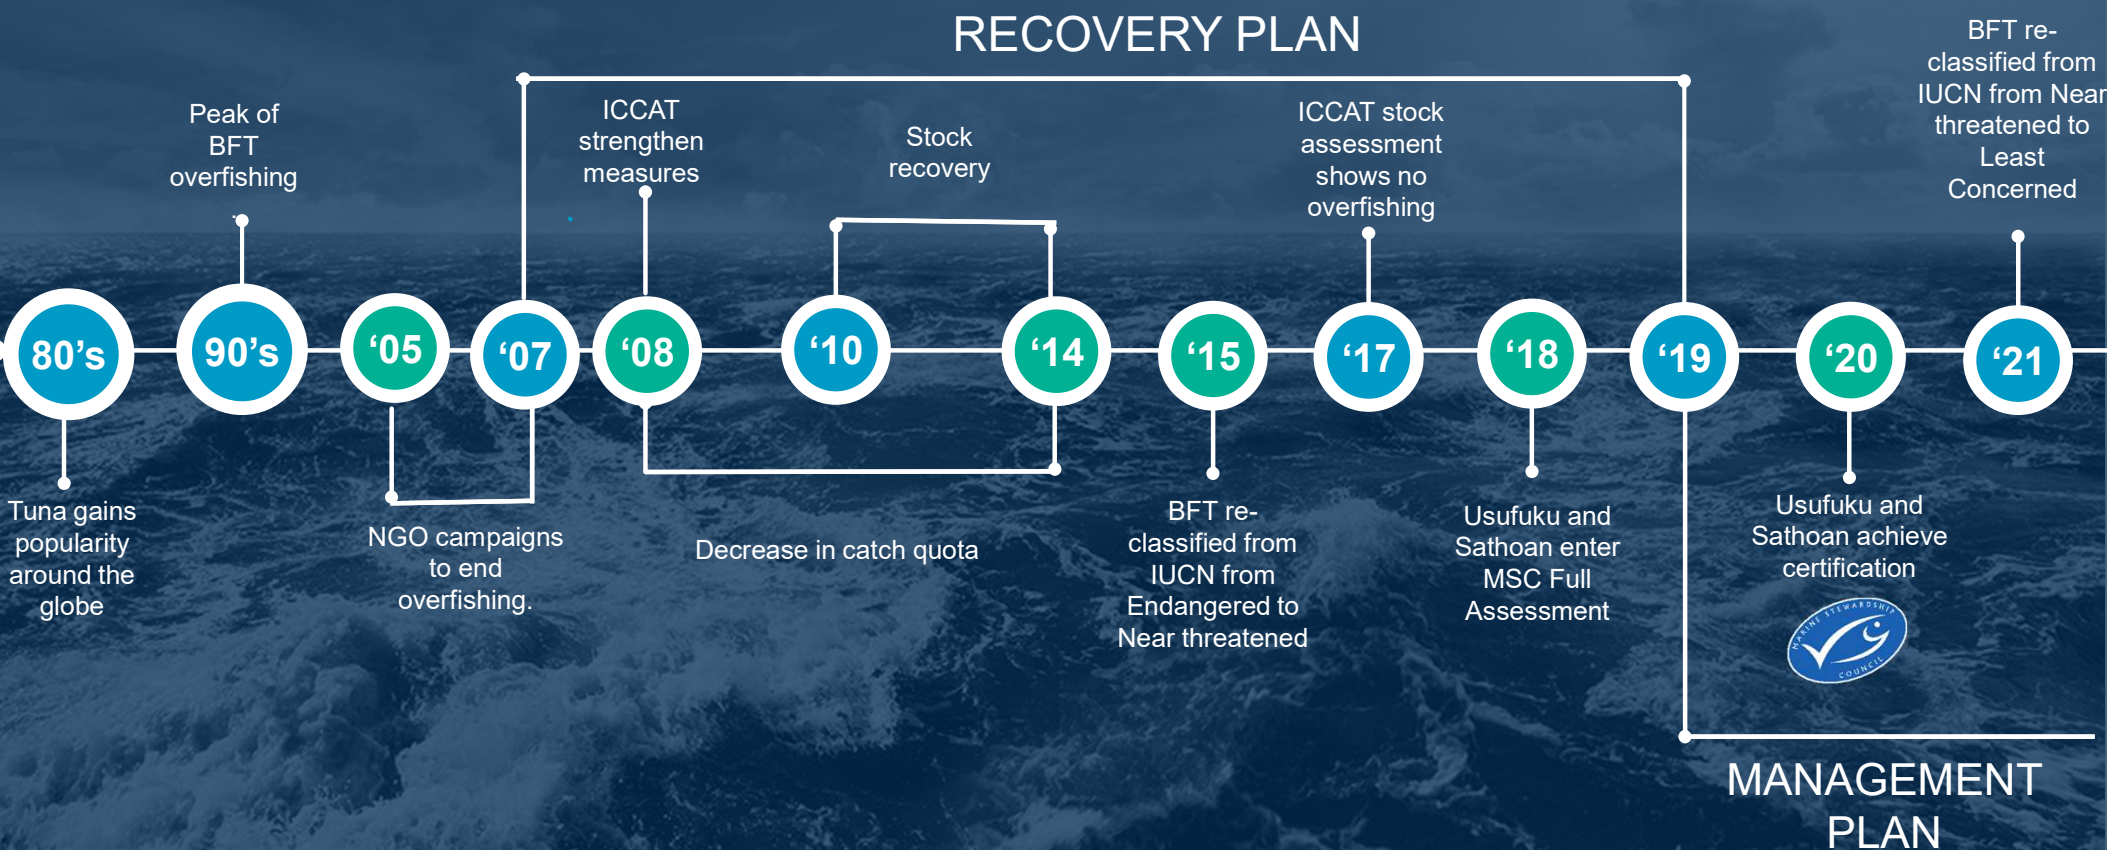 RECOVERY PLAN
Peak of
BFT
overfishing
ICCAT
strengthen
measures
Stock
recovery
ICCAT stock
assessment
shows no
overfishing
BFT re-
classified from
IUCN from Near
threatened to
Least
Concerned
80’s
90’s
‘05
‘07
‘08
‘10
‘14
‘15
‘17
‘18
‘19
‘20
‘21
Tuna gains
popularity
around the
globe
NGO campaigns
to end
overfishing.
Decrease in catch quota
BFT re-
classified from
IUCN from
Endangered to
Near threatened
Usufuku and
Sathoan enter
MSC Full
Assessment
Usufuku and
Sathoan achieve
certification
MARINE STEWARDSHIP
COUNCIL
MANAGEMENT
PLAN